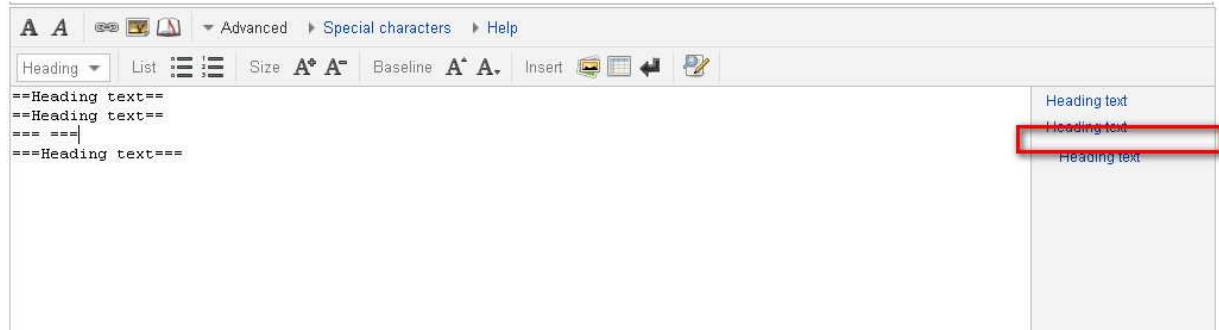 A A Advanced Special characters Help
Heading List Size A A Baseline A A Insert
==Heading text==
==Heading text==
=== ===
===Heading text===
Heading text
Heading text
Heading text